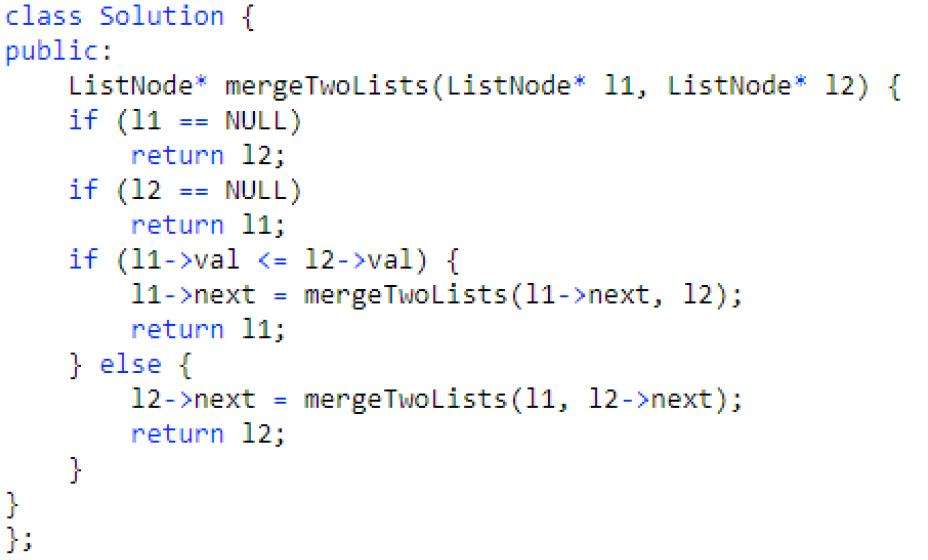 class Solution {
public:
    ListNode* mergeTwoLists(ListNode* l1, ListNode* l2) {
    if (l1 == NULL)
        return l2;
    if (l2 == NULL)
        return l1;
    if (l1->val <= l2->val) {
        l1->next = mergeTwoLists(l1->next, l2);
        return l1;
    } else {
        l2->next = mergeTwoLists(l1, l2->next);
        return l2;
    }
}
};